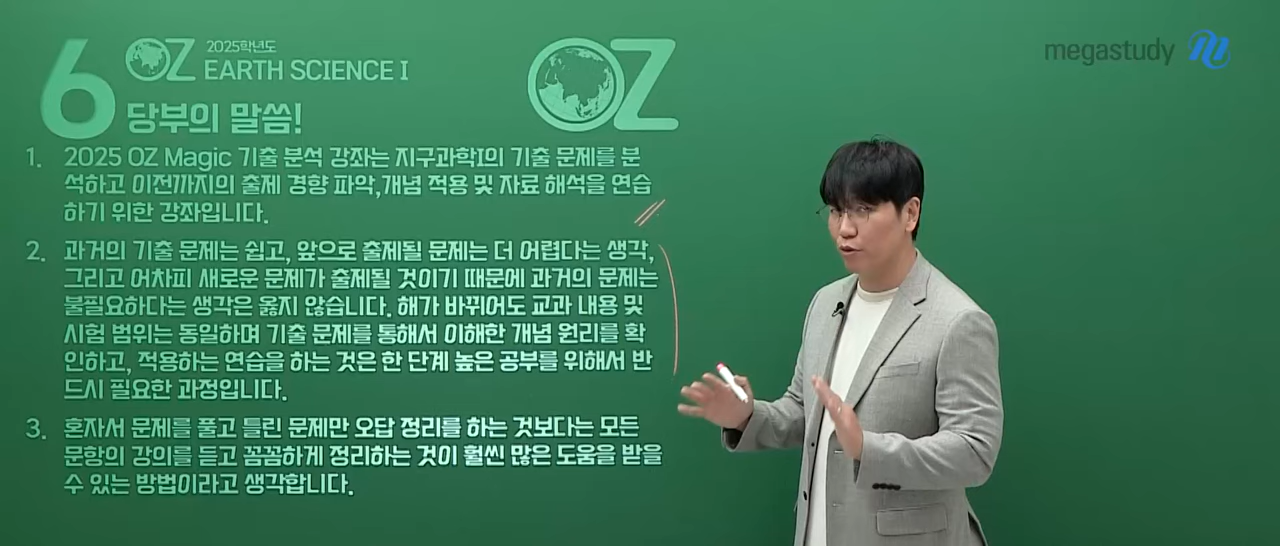 6
OZ
2025학년도
EARTH SCIENCE I
당부의 말씀!
OZ
megastudy
1. 2025 OZ Magic 기출 분석 강좌는 지구과학I의 기출 문제를 분
석하고 이전까지의 출제 경향 파악,개념 적용 및 자료 해석을 연습
하기 위한 강좌입니다.
2. 과거의 기출 문제는 쉽고, 앞으로 출제될 문제는 더 어렵다는 생각,
그리고 어차피 새로운 문제가 출제될 것이기 때문에 과거의 문제는
불필요하다는 생각은 옳지 않습니다. 해가 바뀌어도 교과 내용 및
시험 범위는 동일하며 기출 문제를 통해서 이해한 개념 원리를 확
인하고, 적용하는 연습을 하는 것은 한 단계 높은 공부를 위해서 반
드시 필요한 과정입니다.
3. 혼자서 문제를 풀고 틀린 문제만 오답 정리를 하는 것보다는 모든
문항의 강의를 듣고 꼼꼼하게 정리하는 것이 훨씬 많은 도움을 받을
수 있는 방법이라고 생각합니다.